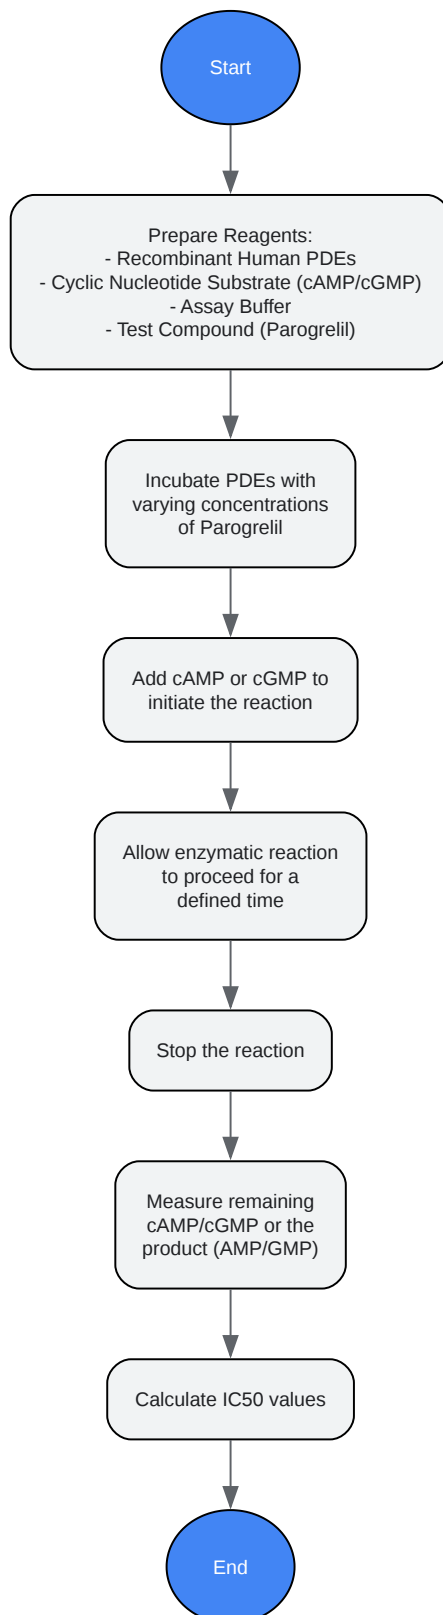 Start
Prepare Reagents:
- Recombinant Human PDEs
- Cyclic Nucleotide Substrate (cAMP/cGMP)
- Assay Buffer
- Test Compound (Parogrelil)
Incubate PDEs with
varying concentrations
of Parogrelil
Add cAMP or cGMP to
initiate the reaction
Allow enzymatic reaction
to proceed for a
defined time
Stop the reaction
Measure remaining
cAMP/cGMP or the
product (AMP/GMP)
Calculate IC50 values
End